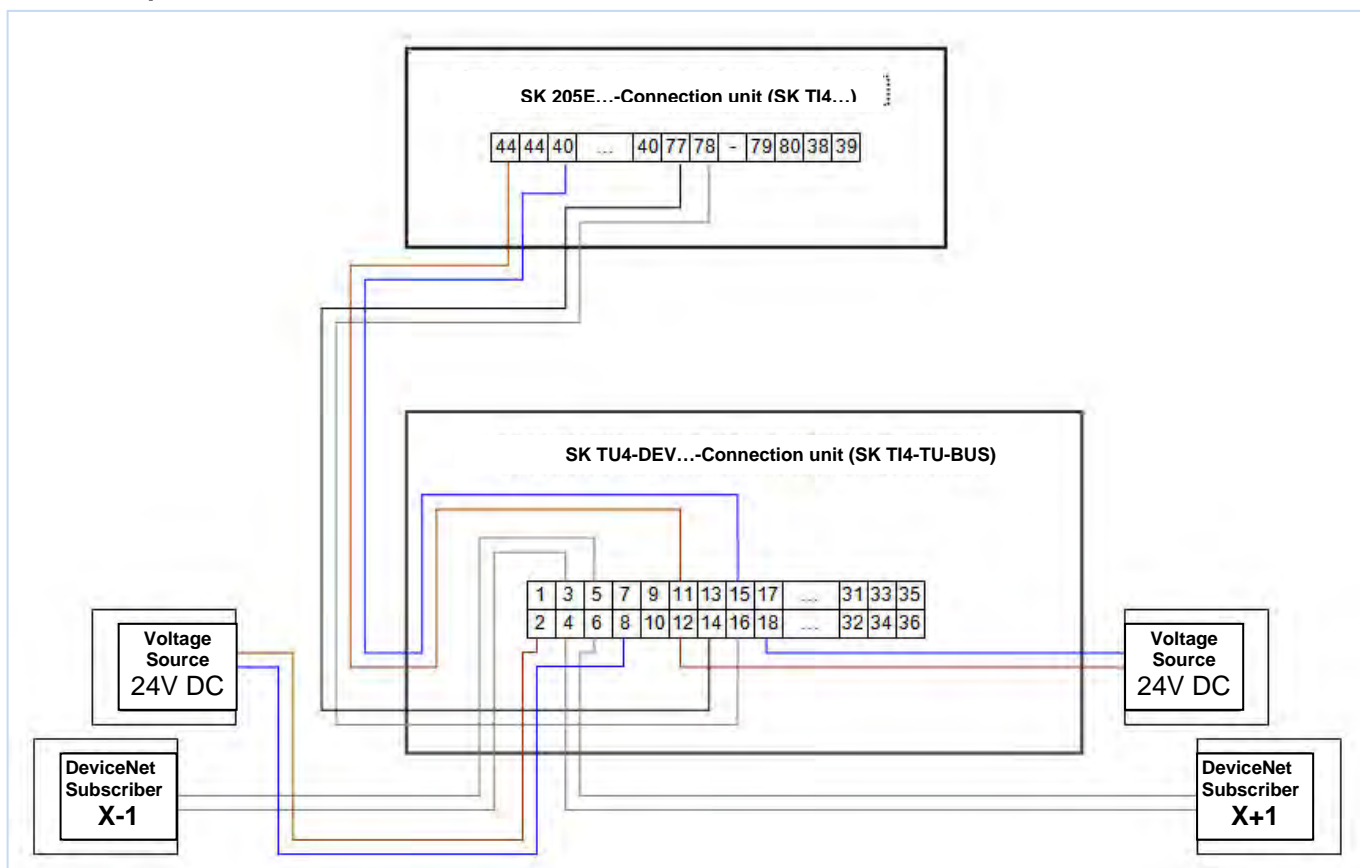 SK 205E...-Connection unit (SK TI4...)
44 44 40 ... 40 77 78 - 79 80 38 39
SK TU4-DEV...-Connection unit (SK TI4-TU-BUS)
1 3 5 7 9 11 13 15 17 ... 31 33 35
2 4 6 8 10 12 14 16 18 ... 32 34 36
Voltage
Source
24V DC
Voltage
Source
24V DC
DeviceNet
Subscriber
X-1
DeviceNet
Subscriber
X+1